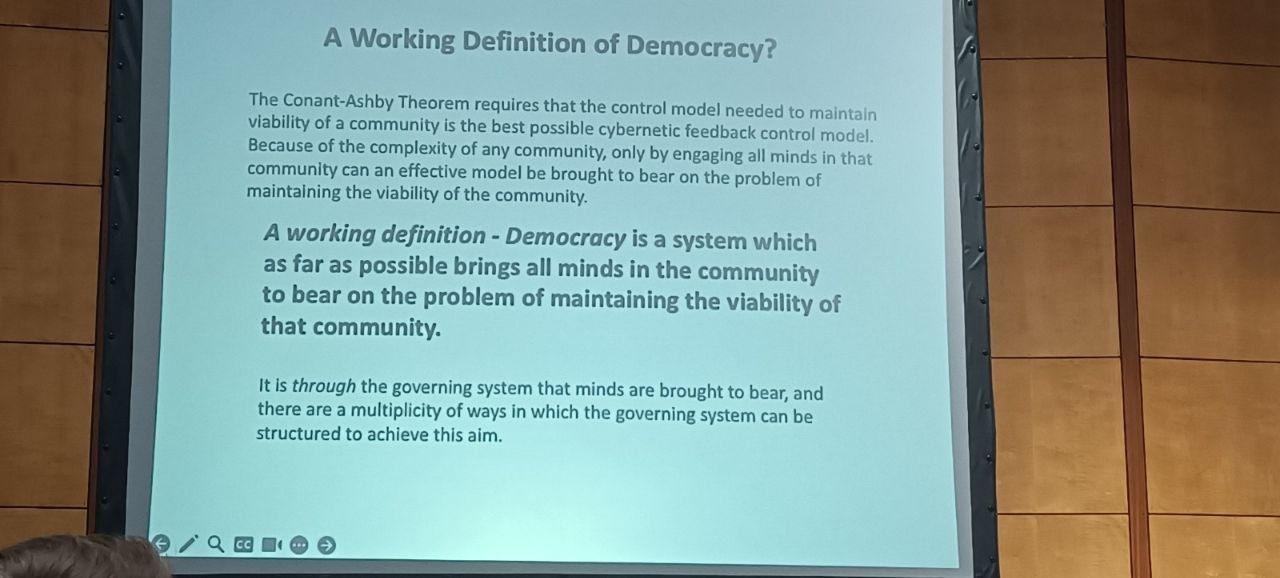 A Working Definition of Democracy?
The Conant-Ashby Theorem requires that the control model needed to maintain
viability of a community is the best possible cybernetic feedback control model.
Because of the complexity of any community, only by engaging all minds in that
community can an effective model be brought to bear on the problem of
maintaining the viability of the community.
A working definition - Democracy is a system which
as far as possible brings all minds in the community
to bear on the problem of maintaining the viability of
that community.
It is through the governing system that minds are brought to bear, and
there are a multiplicity of ways in which the governing system can be
structured to achieve this aim.
CC